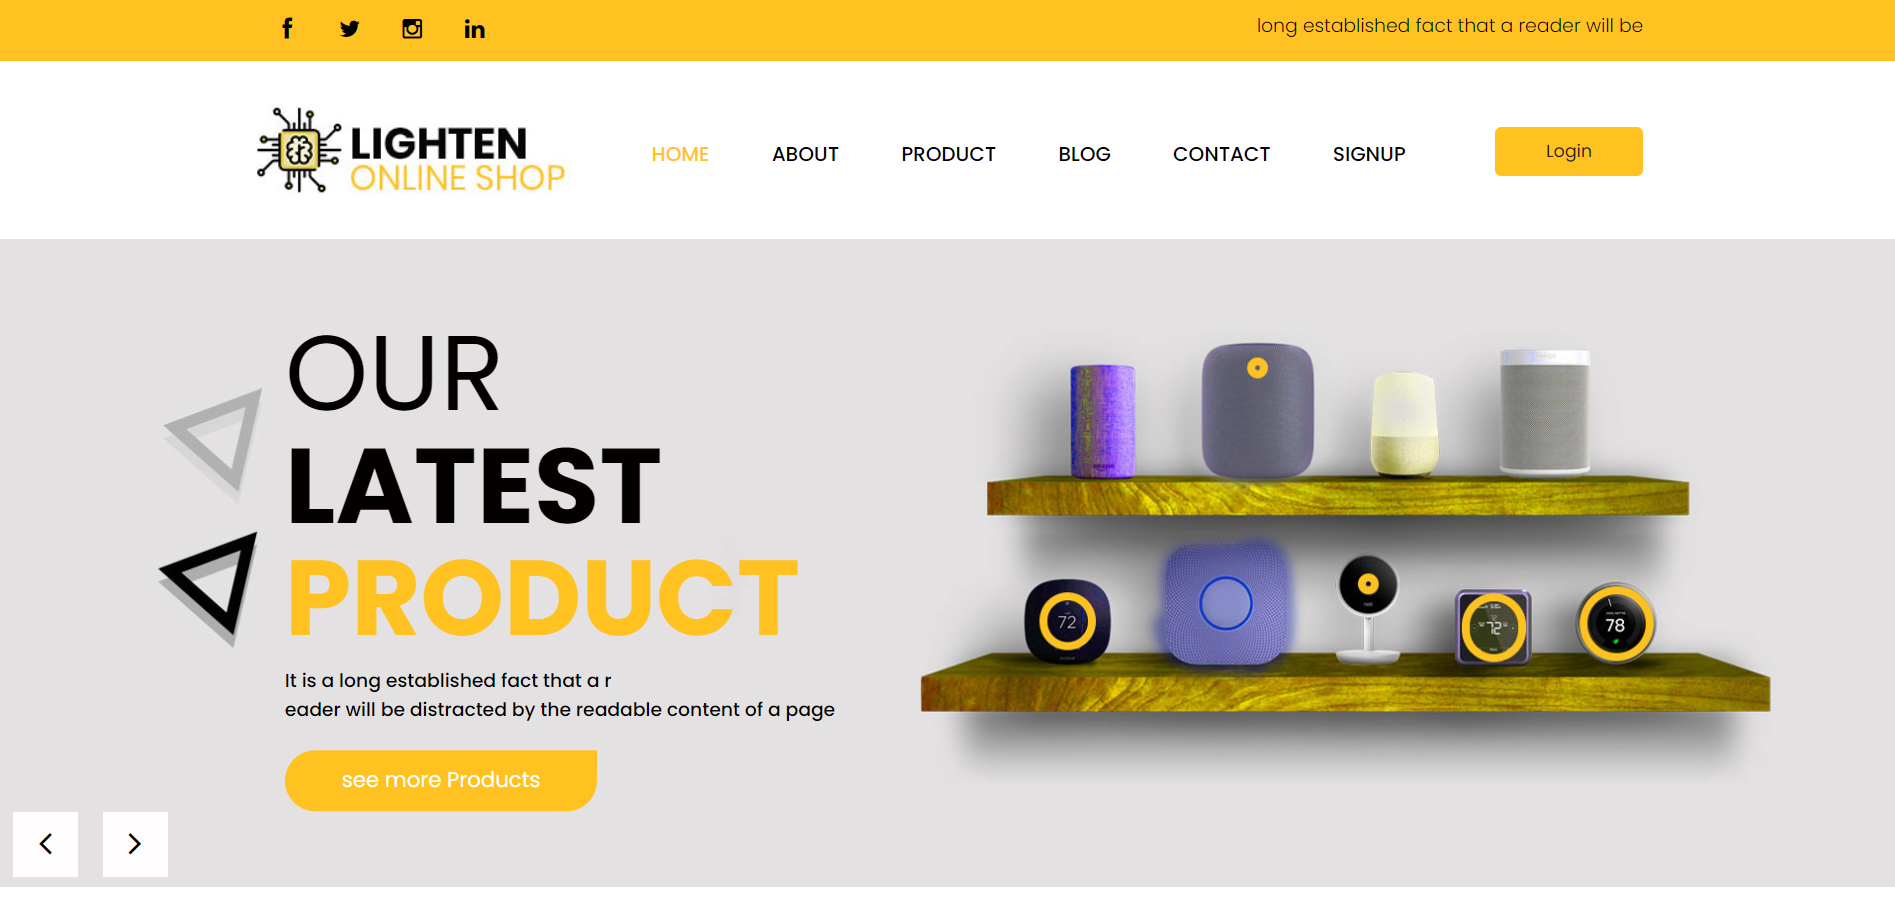 long established fact that a reader will be
LIGHTEN
ONLINE SHOP
HOME
ABOUT
PRODUCT
BLOG
CONTACT
SIGNUP
Login
OUR
LATEST
PRODUCT
It is a long established fact that a r
eader will be distracted by the readable content of a page
see more Products
72
72
78